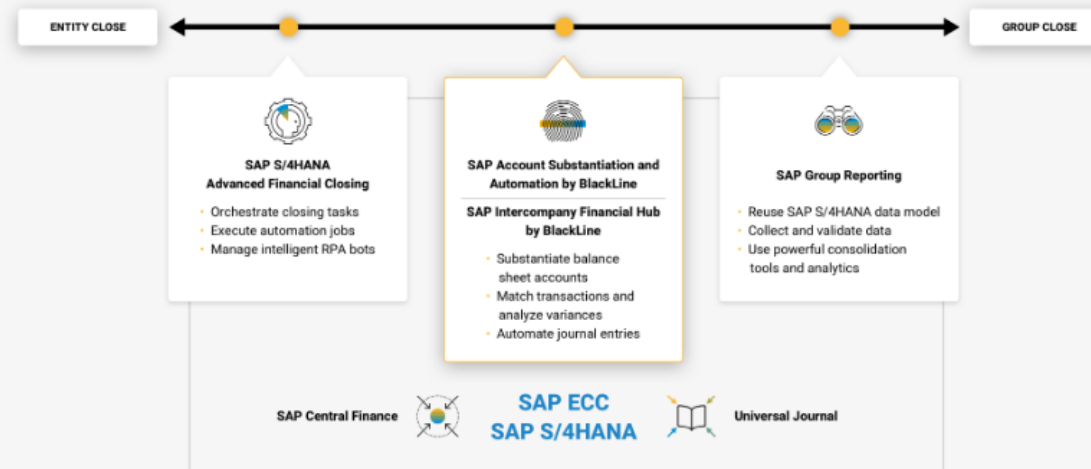 ENTITY CLOSE
GROUP CLOSE
SAP S/4HANA
Advanced Financial Closing
• Orchestrate closing tasks
• Execute automation jobs
• Manage intelligent RPA bots
SAP Account Substantiation and
Automation by BlackLine
SAP Intercompany Financial Hub
by BlackLine
• Substantiate balance
sheet accounts
• Match transactions and
analyze variances
• Automate journal entries
SAP Group Reporting
• Reuse SAP S/4HANA data model
• Collect and validate data
• Use powerful consolidation
tools and analytics
SAP Central Finance
SAP ECC
SAP S/4HANA
Universal Journal